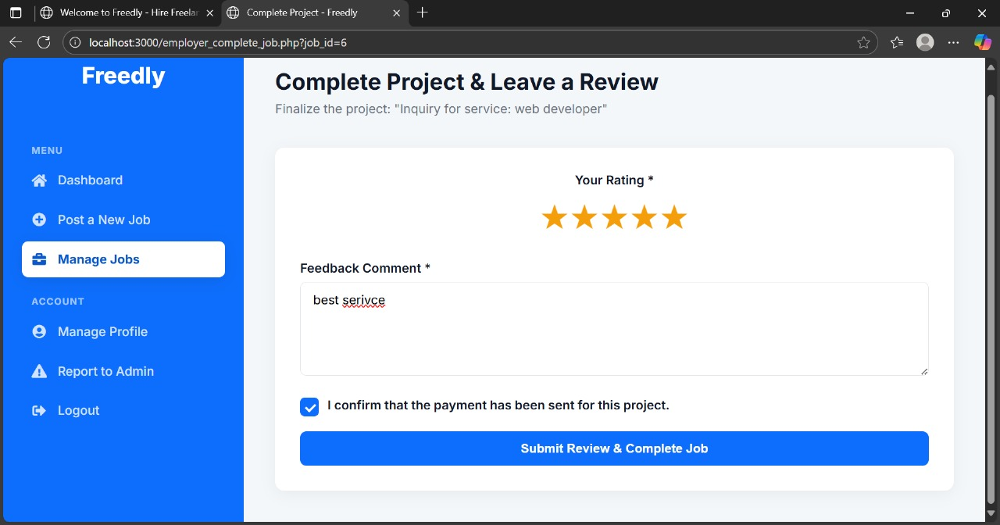 Welcome to Freedly - Hire Freelan
Complete Project - Freedly
localhost:3000/employer_complete_job.php?job_id=6
Freedly
MENU
Dashboard
Post a New Job
Manage Jobs
ACCOUNT
Manage Profile
Report to Admin
Logout
Complete Project & Leave a Review
Finalize the project: "Inquiry for service: web developer"
Your Rating *
Feedback Comment *
best serivce
I confirm that the payment has been sent for this project.
Submit Review & Complete Job